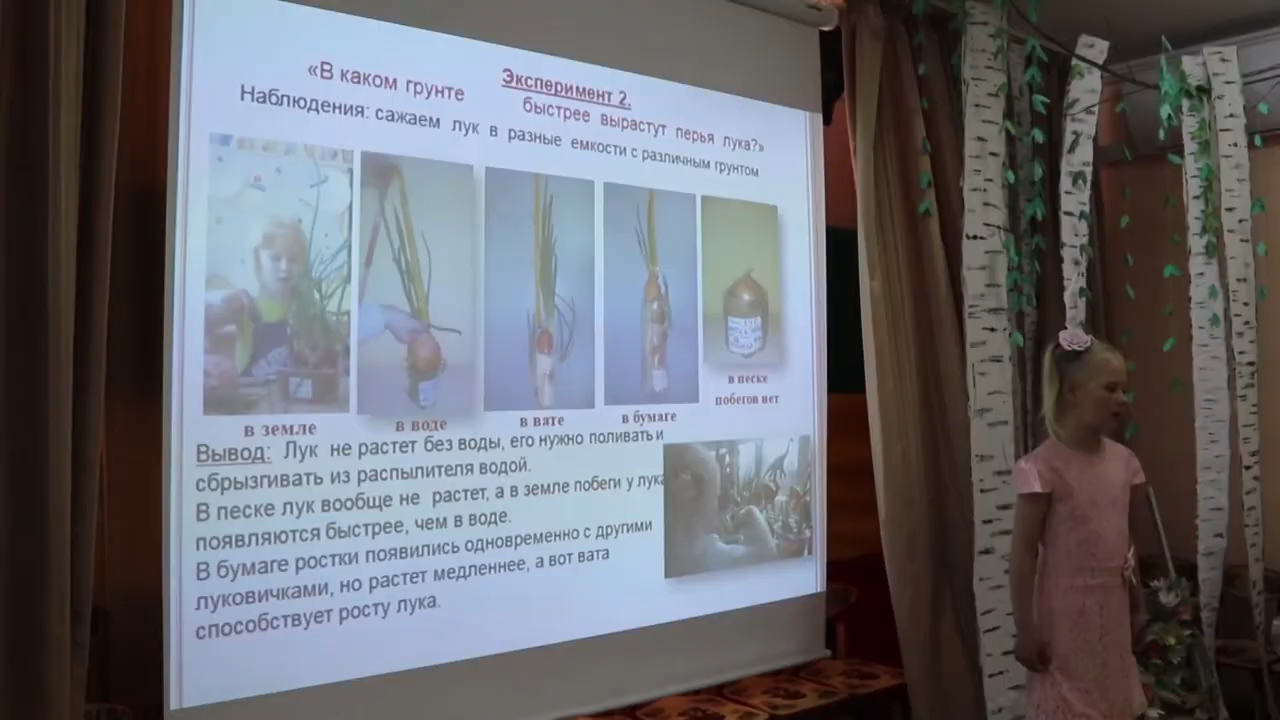 Эксперимент 2.
«В каком грунте быстрее вырастут перья лука?»
Наблюдения: сажаем лук в разные емкости с различным грунтом
в земле
в воде
в вате
в бумаге
в песке
побегов нет
Вывод: Лук не растет без воды, его нужно поливать и
сбрызгивать из распылителя водой.
В песке лук вообще не растет, а в земле побеги у лука
появляются быстрее, чем в воде.
В бумаге ростки появились одновременно с другими
луковичками, но растет медленнее, а вот вата
способствует росту лука.